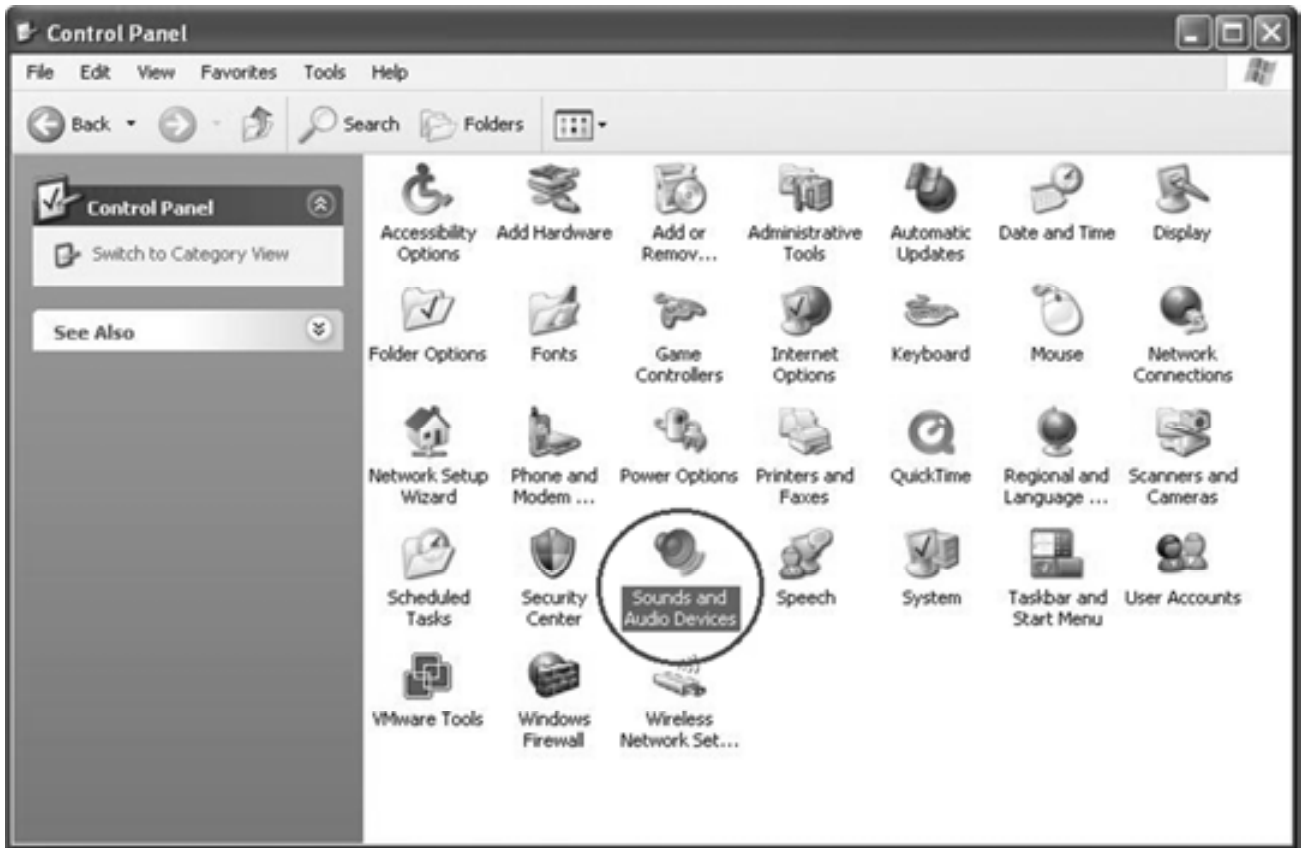 Control Panel
File Edit View Favorites Tools Help
Back Search Folders
Control Panel
Switch to Category View
See Also
Accessibility Options
Add Hardware
Add or Remov...
Administrative Tools
Automatic Updates
Date and Time
Display
Folder Options
Fonts
Game Controllers
Internet Options
Keyboard
Mouse
Network Connections
Network Setup Wizard
Phone and Modem ...
Power Options
Printers and Faxes
QuickTime
Regional and Language ...
Scanners and Cameras
Scheduled Tasks
Security Center
Sounds and Audio Devices
Speech
System
Taskbar and Start Menu
User Accounts
VMware Tools
Windows Firewall
Wireless Network Set...